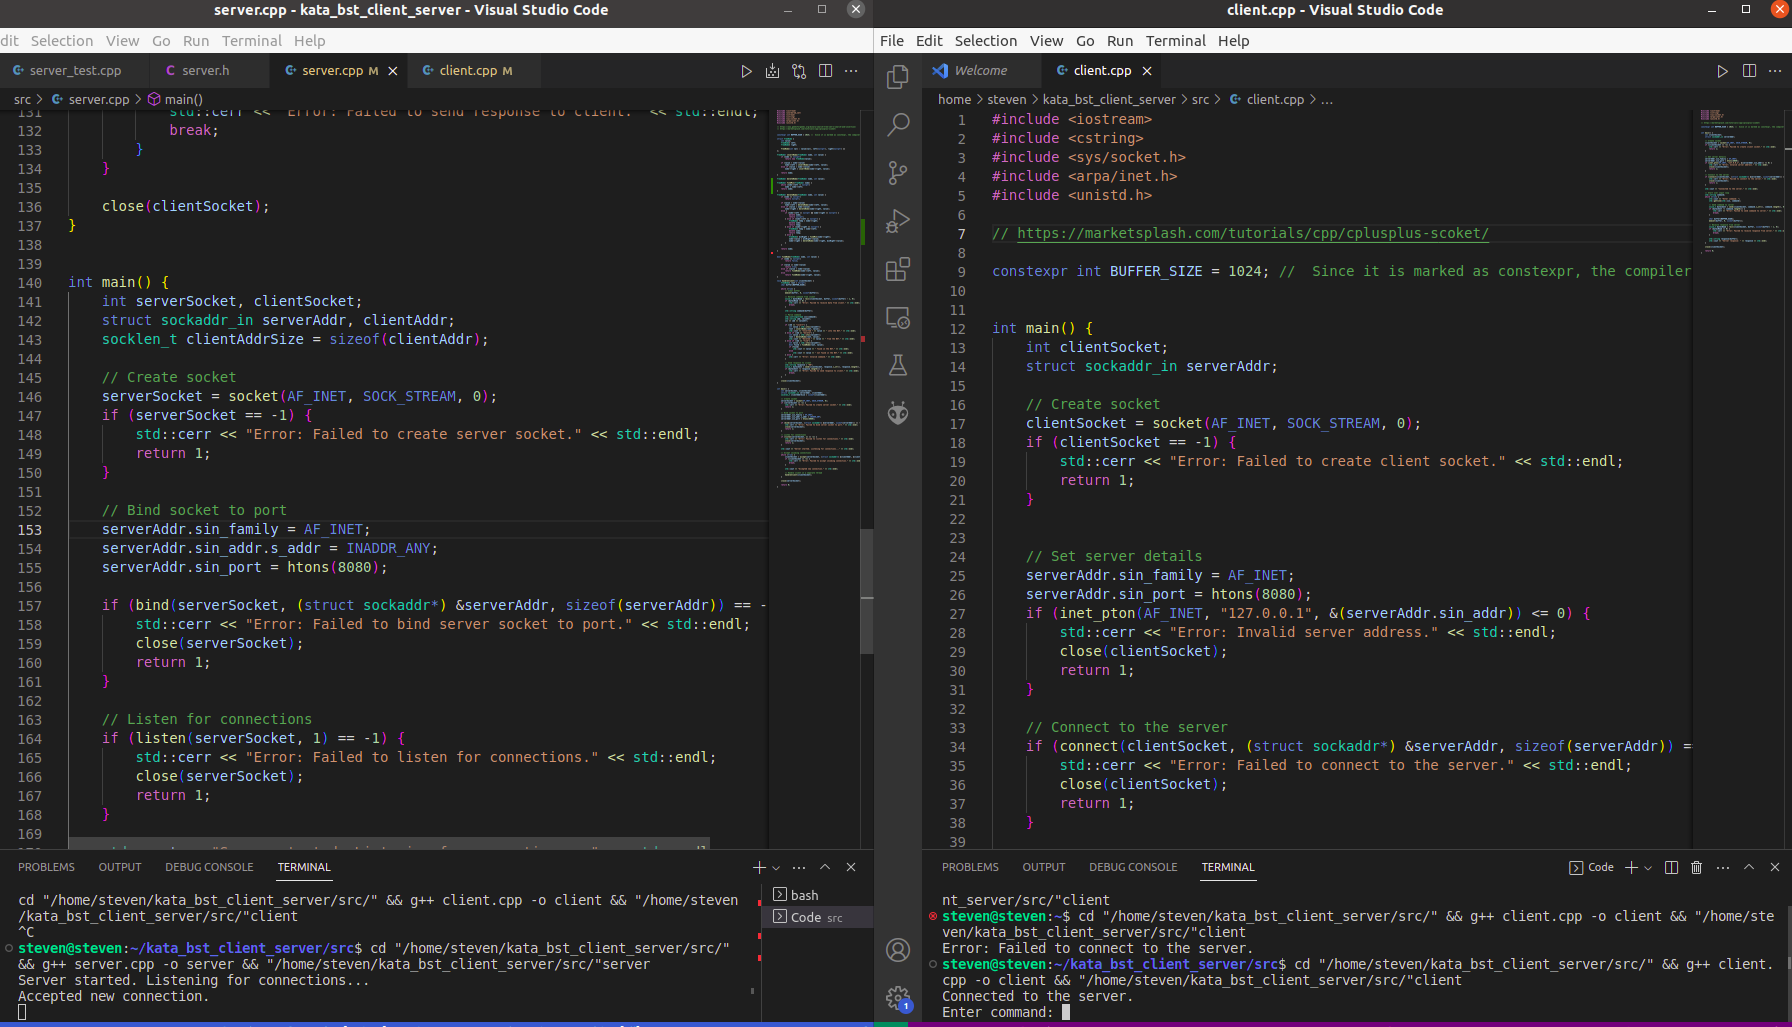 server.cpp - kata_bst_client_server - Visual Studio Code
dit Selection View Go Run Terminal Help
server_test.cpp server.h server.cpp M client.cpp M
src > server.cpp > main()
131 std::cerr << "Error: Failed to send response to client." << std::endl;
132 break;
133 }
134 }
135
136 close(clientSocket);
137 }
138
139
140 int main() {
141 int serverSocket, clientSocket;
142 struct sockaddr_in serverAddr, clientAddr;
143 socklen_t clientAddrSize = sizeof(clientAddr);
144
145 // Create socket
146 serverSocket = socket(AF_INET, SOCK_STREAM, 0);
147 if (serverSocket == -1) {
148 std::cerr << "Error: Failed to create server socket." << std::endl;
149 return 1;
150 }
151
152 // Bind socket to port
153 serverAddr.sin_family = AF_INET;
154 serverAddr.sin_addr.s_addr = INADDR_ANY;
155 serverAddr.sin_port = htons(8080);
156
157 if (bind(serverSocket, (struct sockaddr*) &serverAddr, sizeof(serverAddr)) == -
158 std::cerr << "Error: Failed to bind server socket to port." << std::endl;
159 close(serverSocket);
160 return 1;
161 }
162
163 // Listen for connections
164 if (listen(serverSocket, 1) == -1) {
165 std::cerr << "Error: Failed to listen for connections." << std::endl;
166 close(serverSocket);
167 return 1;
168 }
169
PROBLEMS OUTPUT DEBUG CONSOLE TERMINAL
bash
Code src
cd "/home/steven/kata_bst_client_server/src/" && g++ client.cpp -o client && "/home/steven
/kata_bst_client_server/src/"client
^C
steven@steven:~/kata_bst_client_server/src$ cd "/home/steven/kata_bst_client_server/src/"
&& g++ server.cpp -o server && "/home/steven/kata_bst_client_server/src/"server
Server started. Listening for connections...
Accepted new connection.
client.cpp - Visual Studio Code
File Edit Selection View Go Run Terminal Help
Welcome client.cpp
home > steven > kata_bst_client_server > src > client.cpp > ...
1 #include <iostream>
2 #include <cstring>
3 #include <sys/socket.h>
4 #include <arpa/inet.h>
5 #include <unistd.h>
6
7 // https://marketsplash.com/tutorials/cpp/cplusplus-scoket/
8
9 constexpr int BUFFER_SIZE = 1024; //  Since it is marked as constexpr, the compiler
10
11
12 int main() {
13 int clientSocket;
14 struct sockaddr_in serverAddr;
15
16 // Create socket
17 clientSocket = socket(AF_INET, SOCK_STREAM, 0);
18 if (clientSocket == -1) {
19 std::cerr << "Error: Failed to create client socket." << std::endl;
20 return 1;
21 }
22
23
24 // Set server details
25 serverAddr.sin_family = AF_INET;
26 serverAddr.sin_port = htons(8080);
27 if (inet_pton(AF_INET, "127.0.0.1", &(serverAddr.sin_addr)) <= 0) {
28 std::cerr << "Error: Invalid server address." << std::endl;
29 close(clientSocket);
30 return 1;
31 }
32
33 // Connect to the server
34 if (connect(clientSocket, (struct sockaddr*) &serverAddr, sizeof(serverAddr)) =
35 std::cerr << "Error: Failed to connect to the server." << std::endl;
36 close(clientSocket);
37 return 1;
38 }
39
PROBLEMS OUTPUT DEBUG CONSOLE TERMINAL Code
nt_server/src/"client
steven@steven:~$ cd "/home/steven/kata_bst_client_server/src/" && g++ client.cpp -o client && "/home/ste
ven/kata_bst_client_server/src/"client
Error: Failed to connect to the server.
steven@steven:~/kata_bst_client_server/src$ cd "/home/steven/kata_bst_client_server/src/" && g++ client.
cpp -o client && "/home/steven/kata_bst_client_server/src/"client
Connected to the server.
Enter command:
1